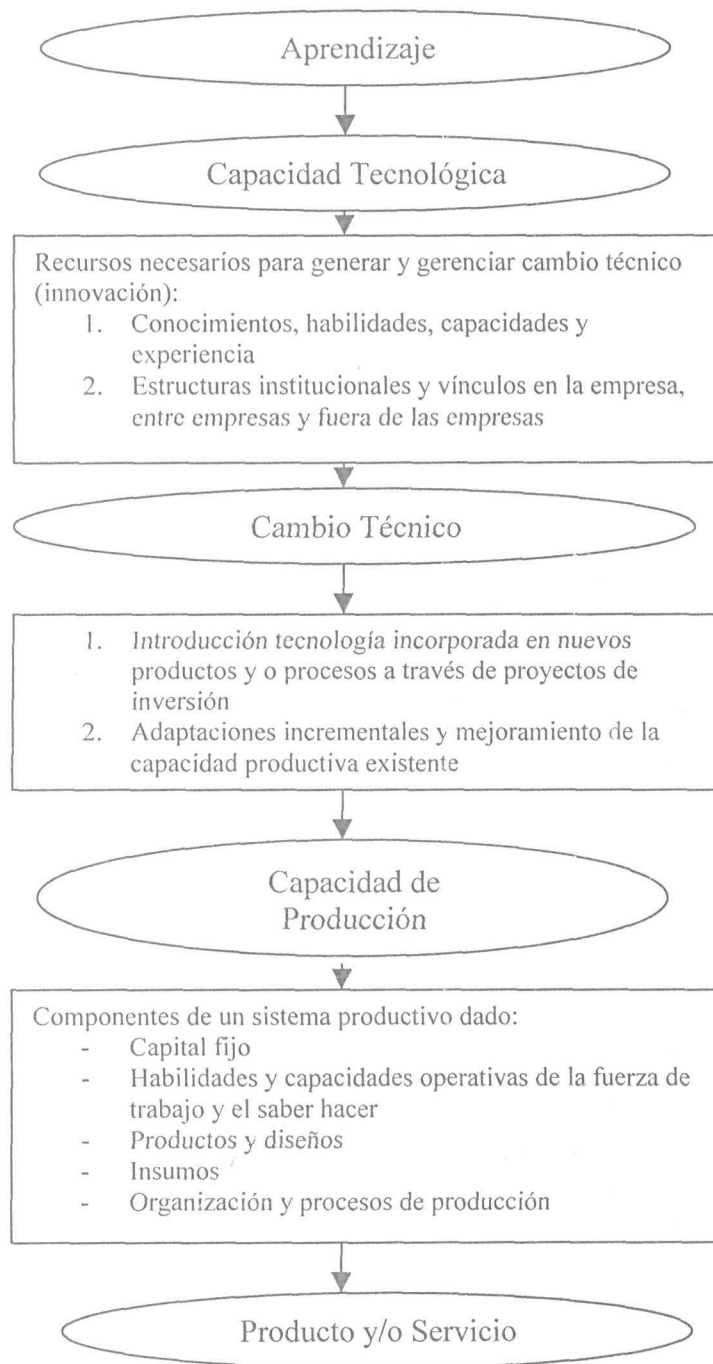 Aprendizaje
Capacidad Tecnológica
Recursos necesarios para generar y gerenciar cambio técnico
(innovación):
1. Conocimientos, habilidades, capacidades y
experiencia
2. Estructuras institucionales y vínculos en la empresa,
entre empresas y fuera de las empresas
Cambio Técnico
1. Introducción tecnología incorporada en nuevos
productos y o procesos a través de proyectos de
inversión
2. Adaptaciones incrementales y mejoramiento de la
capacidad productiva existente
Capacidad de
Producción
Componentes de un sistema productivo dado:
- Capital fijo
- Habilidades y capacidades operativas de la fuerza de
trabajo y el saber hacer
- Productos y diseños
- Insumos
- Organización y procesos de producción
Producto y/o Servicio